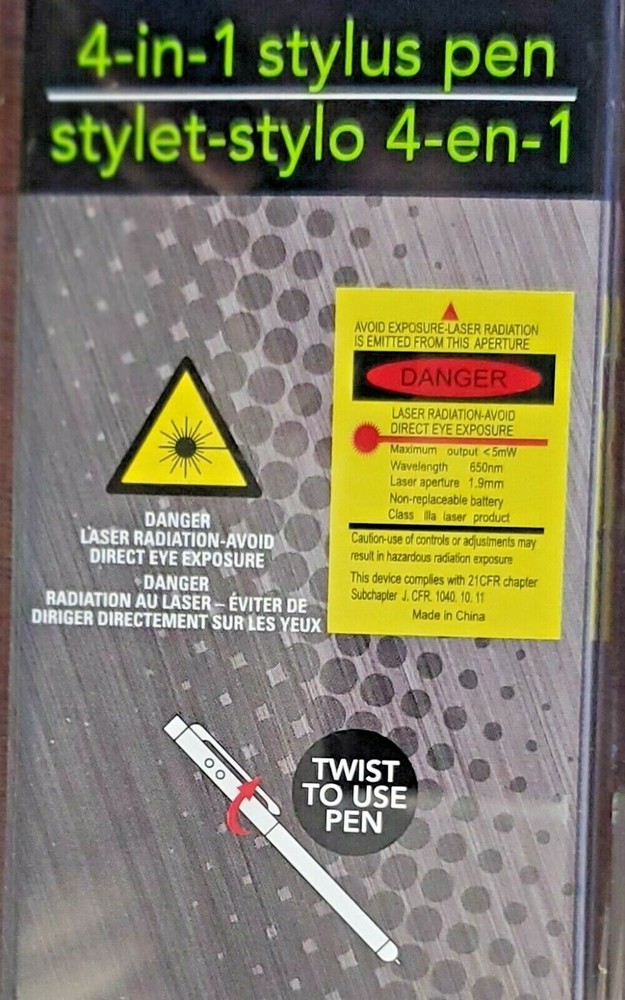 4-in-1 stylus pen
stylet-stylo 4-en-1
AVOID EXPOSURE-LASER RADIATION
IS EMITTED FROM THIS APERTURE
DANGER
LASER RADIATION-AVOID
DIRECT EYE EXPOSURE
Maximum output <5mW
Wavelength 650nm
Laser aperture 1.9mm
Non-replaceable battery
Class IIIa laser product
Caution-use of controls or adjustments may
result in hazardous radiation exposure
This device complies with 21CFR chapter
Subchapter J. CFR. 1040. 10. 11
Made in China
DANGER
LASER RADIATION-AVOID
DIRECT EYE EXPOSURE
DANGER
RADIATION AU LASER – ÉVITER DE
DIRIGER DIRECTEMENT SUR LES YEUX
TWIST
TO USE
PEN